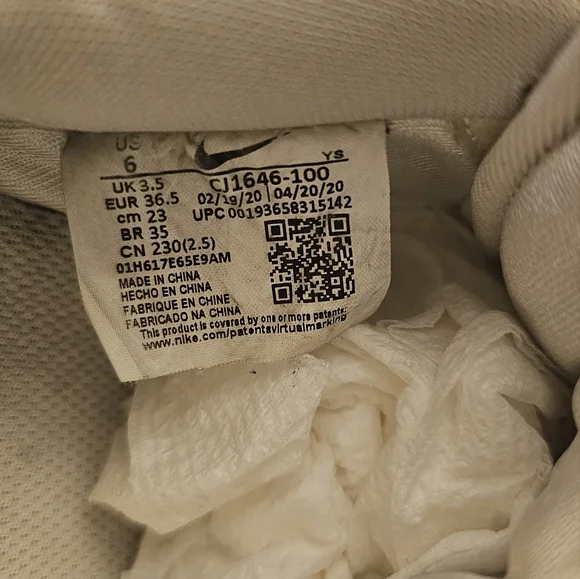 US
6
YS
UK 3.5
CJ1646-100
EUR 36.5
02/19/20 | 04/20/20
cm 23
UPC 00193658315142
BR 35
CN 230(2.5)
01H617E65E9AM
MADE IN CHINA
HECHO EN CHINA
FABRIQUE EN CHINE
FABRICADO NA CHINA
This product is covered by one or more patents:
www.nike.com/patentsvirtualmarking